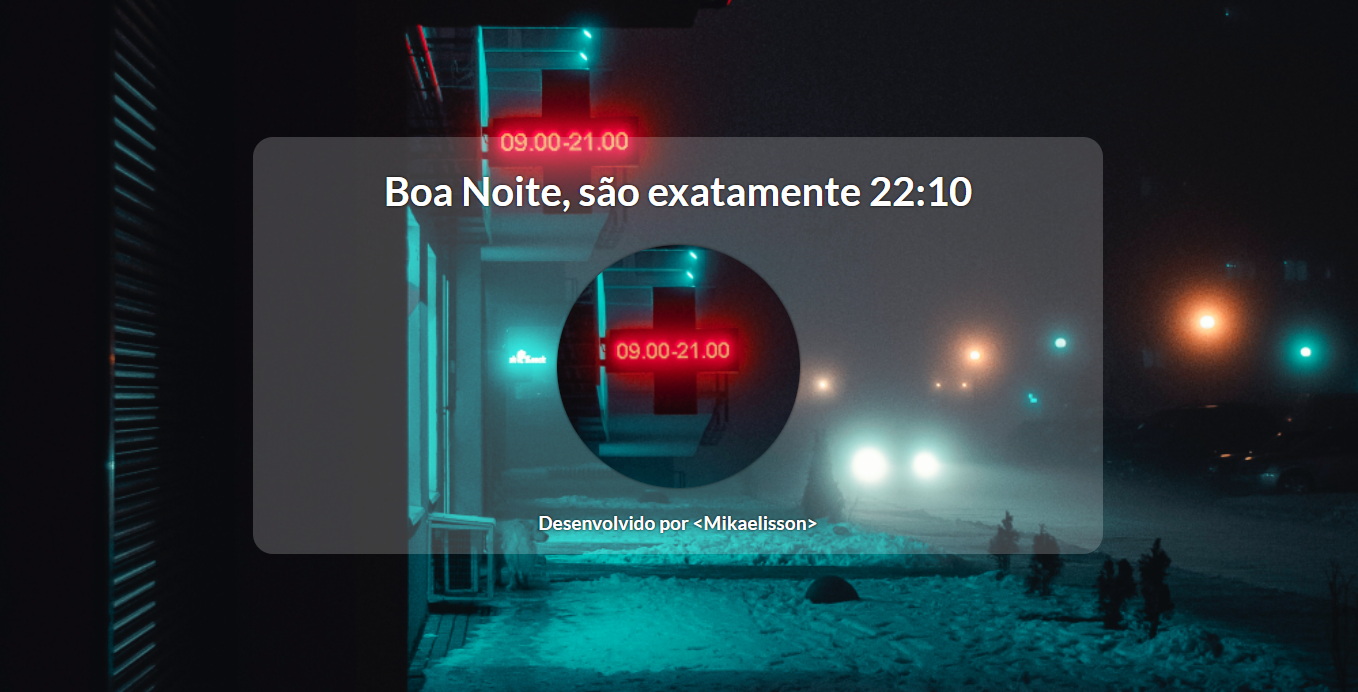 09.00-21.00
Boa Noite, são exatamente 22:10
09.00-21.00
Desenvolvido por <Mikaelisson>